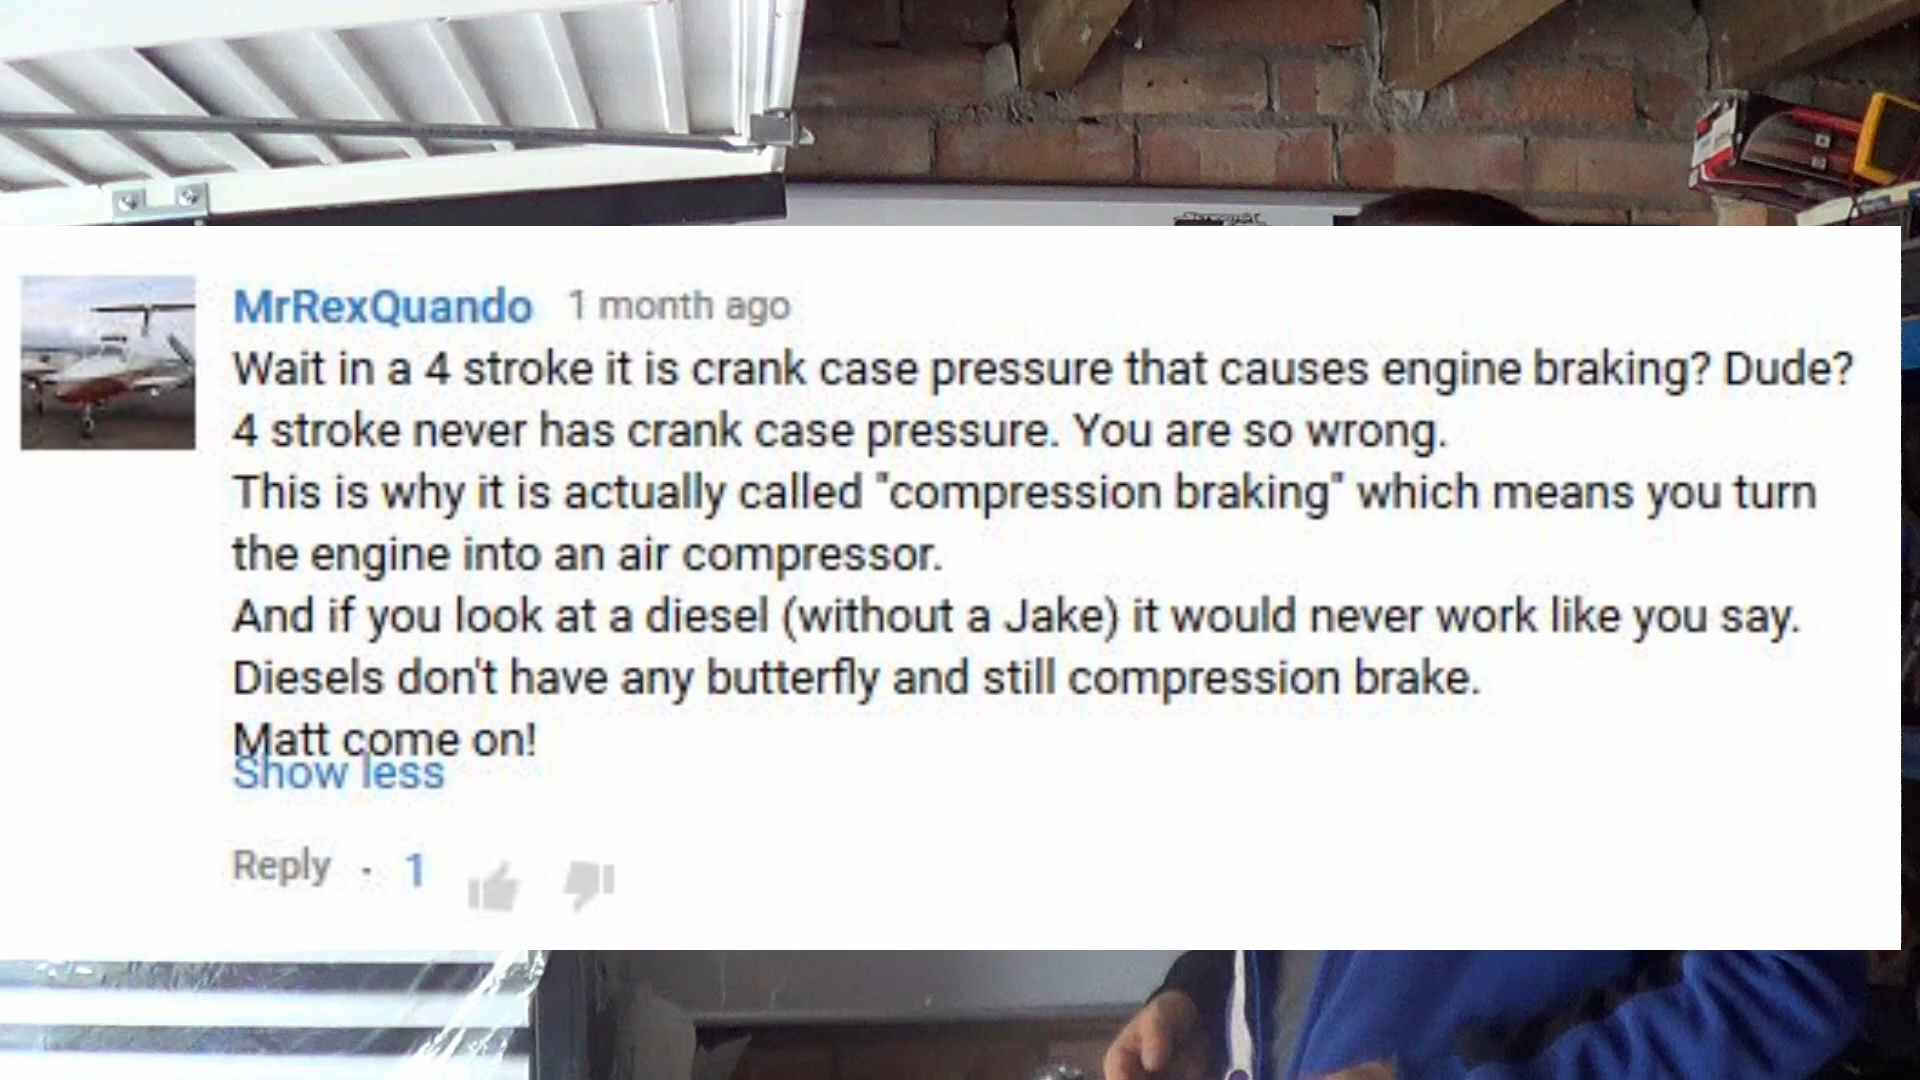 MrRexQuando 1 month ago
Wait in a 4 stroke it is crank case pressure that causes engine braking? Dude?
4 stroke never has crank case pressure. You are so wrong.
This is why it is actually called "compression braking" which means you turn
the engine into an air compressor.
And if you look at a diesel (without a Jake) it would never work like you say.
Diesels don't have any butterfly and still compression brake.
Matt come on!
Show less
Reply · 1